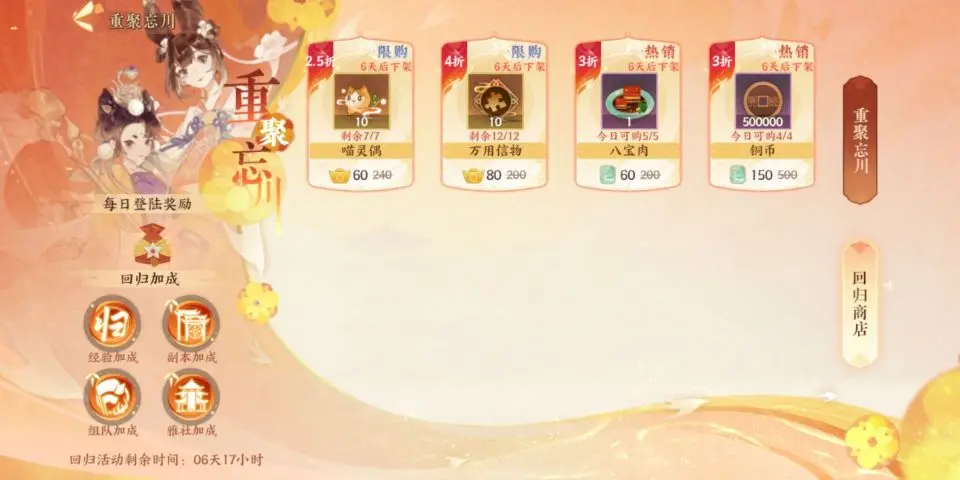 重聚忘川
重聚忘川
每日登陆奖励
回归加成
归
经验加成
副本加成
组队加成
雅社加成
回归活动剩余时间：06天17小时
2.5折
限购
6天后下架
10
剩余7/7
喵灵偶
60 240
4折
限购
6天后下架
10
剩余12/12
万用信物
80 200
3折
热销
6天后下架
1
今日可购5/5
八宝肉
60 200
3折
热销
6天后下架
500000
今日可购4/4
铜币
150 500
重聚忘川
回归商店